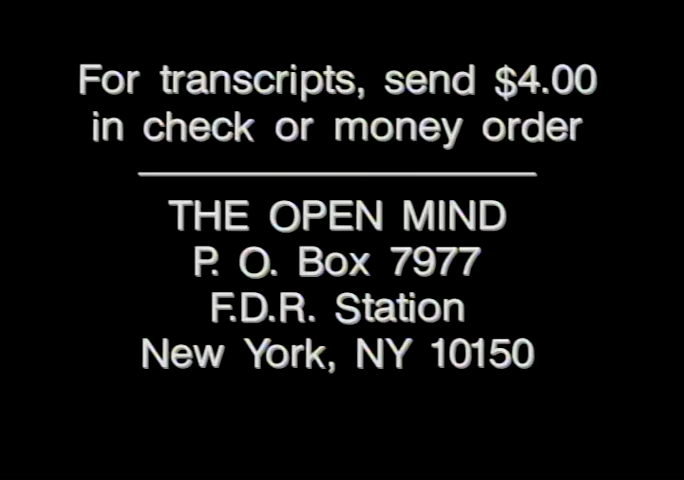 For transcripts, send $4.00
in check or money order
THE OPEN MIND
P. O. Box 7977
F.D.R. Station
New York, NY 10150